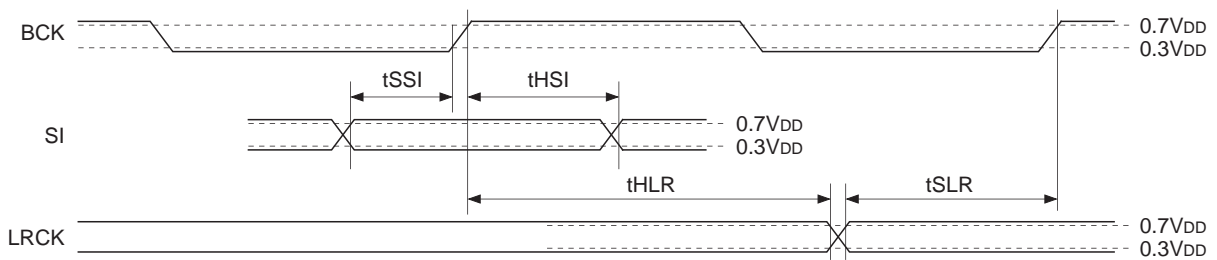 BCK
0.7VDD
0.3VDD
tSSI
tHSI
SI
0.7VDD
0.3VDD
tHLR
tSLR
LRCK
0.7VDD
0.3VDD